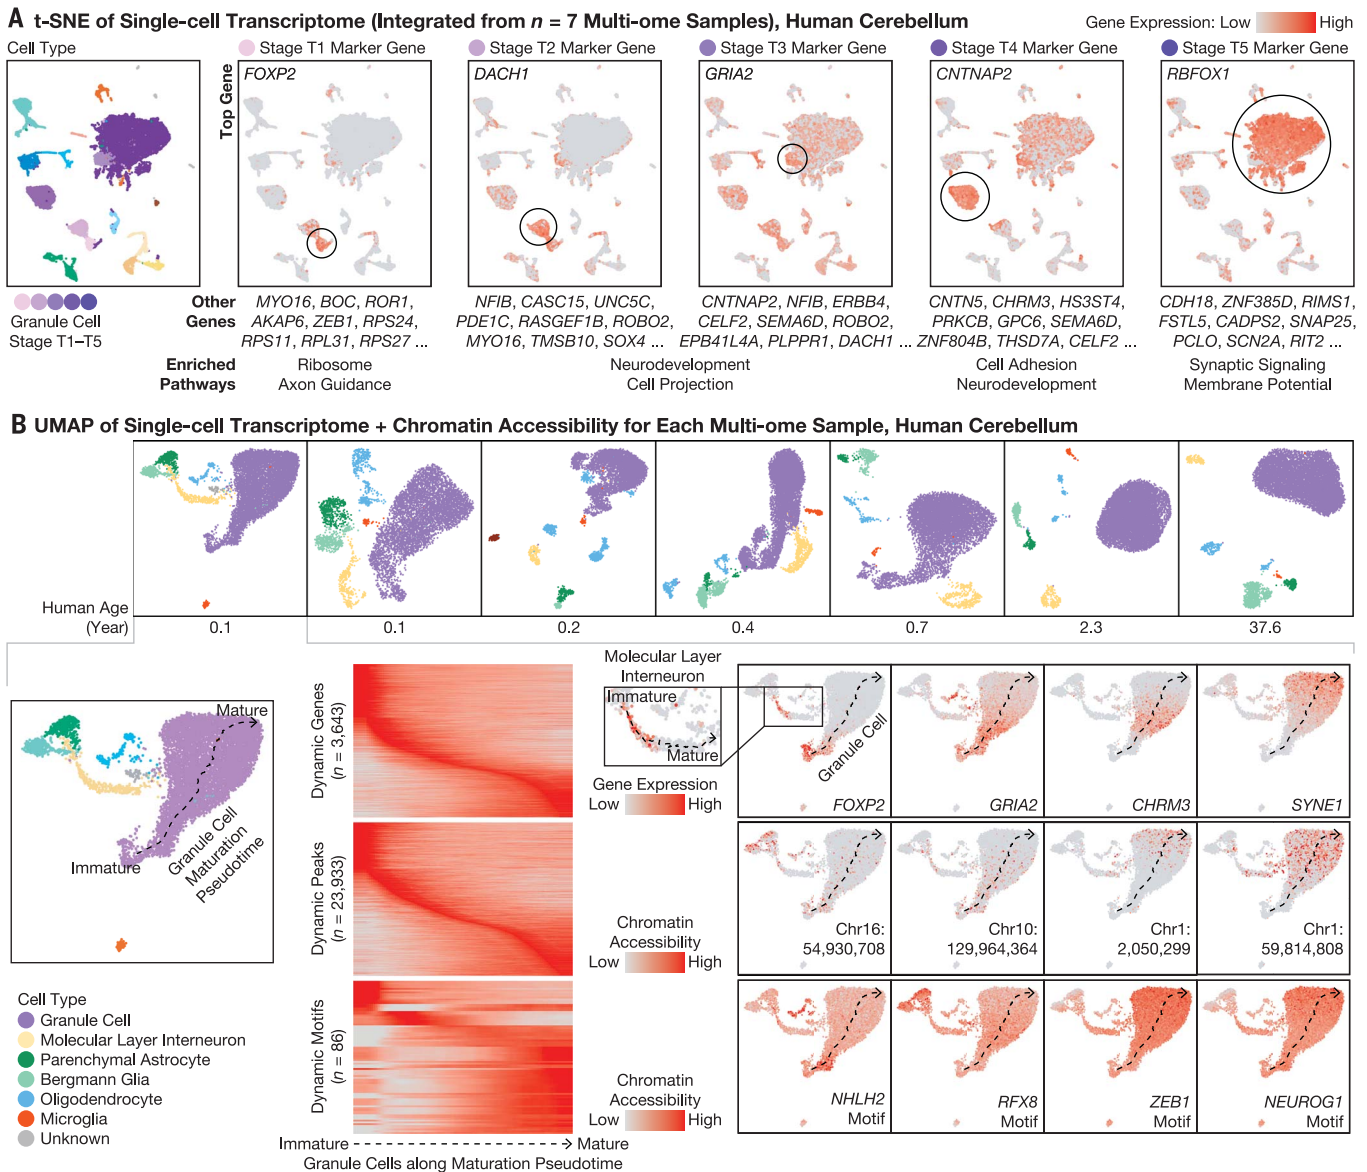 A t-SNE of Single-cell Transcriptome (Integrated from n = 7 Multi-ome Samples), Human Cerebellum
Gene Expression: Low High
Cell Type
Stage T1 Marker Gene
Stage T2 Marker Gene
Stage T3 Marker Gene
Stage T4 Marker Gene
Stage T5 Marker Gene
Top Gene
FOXP2
DACH1
GRIA2
CNTNAP2
RBFOX1
Granule Cell
Stage T1–T5
Other
Genes
MYO16, BOC, ROR1,
AKAP6, ZEB1, RPS24,
RPS11, RPL31, RPS27 ...
NFIB, CASC15, UNC5C,
PDE1C, RASGEF1B, ROBO2,
MYO16, TMSB10, SOX4 ...
CNTNAP2, NFIB, ERBB4,
CELF2, SEMA6D, ROBO2,
EPB41L4A, PLPPR1, DACH1 ...
CNTN5, CHRM3, HS3ST4,
PRKCB, GPC6, SEMA6D,
ZNF804B, THSD7A, CELF2 ...
CDH18, ZNF385D, RIMS1,
FSTL5, CADPS2, SNAP25,
PCLO, SCN2A, RIT2 ...
Enriched
Pathways
Ribosome
Axon Guidance
Neurodevelopment
Cell Projection
Cell Adhesion
Neurodevelopment
Synaptic Signaling
Membrane Potential
B UMAP of Single-cell Transcriptome + Chromatin Accessibility for Each Multi-ome Sample, Human Cerebellum
Human Age
(Year)
0.1
0.1
0.2
0.4
0.7
2.3
37.6
Mature
Immature
Granule Cell
Maturation
Pseudotime
Cell Type
Granule Cell
Molecular Layer Interneuron
Parenchymal Astrocyte
Bergmann Glia
Oligodendrocyte
Microglia
Unknown
Dynamic Genes
(n = 3,643)
Dynamic Peaks
(n = 23,933)
Dynamic Motifs
(n = 86)
Immature
Mature
Granule Cells along Maturation Pseudotime
Molecular Layer
Interneuron
Immature
Mature
Gene Expression
Low High
Granule Cell
FOXP2
GRIA2
CHRM3
SYNE1
Chromatin
Accessibility
Low High
Chr16:
54,930,708
Chr10:
129,964,364
Chr1:
2,050,299
Chr1:
59,814,808
Chromatin
Accessibility
Low High
NHLH2
Motif
RFX8
Motif
ZEB1
Motif
NEUROG1
Motif